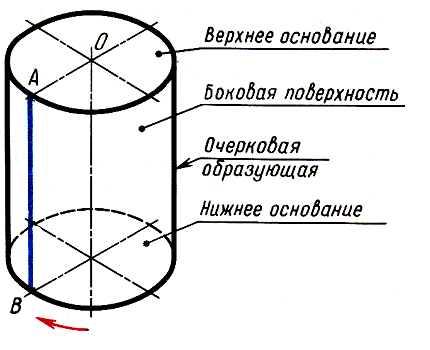 O
Верхнее основание
A
Боковая поверхность
Очерковая
образующая
Нижнее основание
B